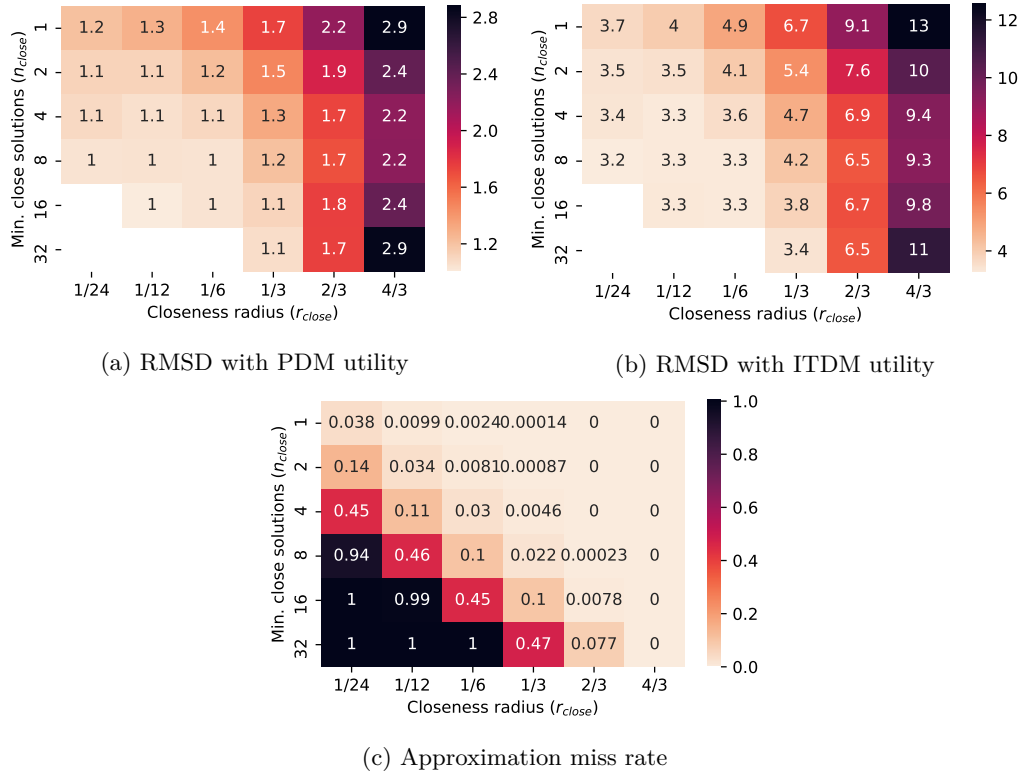 Min. close solutions (n_close)
1 1.2 1.3 1.4 1.7 2.2 2.9
2 1.1 1.1 1.2 1.5 1.9 2.4
4 1.1 1.1 1.1 1.3 1.7 2.2
8 1 1 1 1.2 1.7 2.2
16 1 1 1.1 1.8 2.4
32 1.1 1.7 2.9
1/24 1/12 1/6 1/3 2/3 4/3
Closeness radius (r_close)
2.8
2.4
2.0
1.6
1.2
(a) RMSD with PDM utility
Min. close solutions (n_close)
1 3.7 4 4.9 6.7 9.1 13
2 3.5 3.5 4.1 5.4 7.6 10
4 3.4 3.3 3.6 4.7 6.9 9.4
8 3.2 3.3 3.3 4.2 6.5 9.3
16 3.3 3.3 3.8 6.7 9.8
32 3.4 6.5 11
1/24 1/12 1/6 1/3 2/3 4/3
Closeness radius (r_close)
12
10
8
6
4
(b) RMSD with ITDM utility
Min. close solutions (n_close)
1 0.038 0.0099 0.0024 0.00014 0 0
2 0.14 0.034 0.0081 0.00087 0 0
4 0.45 0.11 0.03 0.0046 0 0
8 0.94 0.46 0.1 0.022 0.00023 0
16 1 0.99 0.45 0.1 0.0078 0
32 1 1 1 0.47 0.077 0
1/24 1/12 1/6 1/3 2/3 4/3
Closeness radius (r_close)
1.0
0.8
0.6
0.4
0.2
0.0
(c) Approximation miss rate